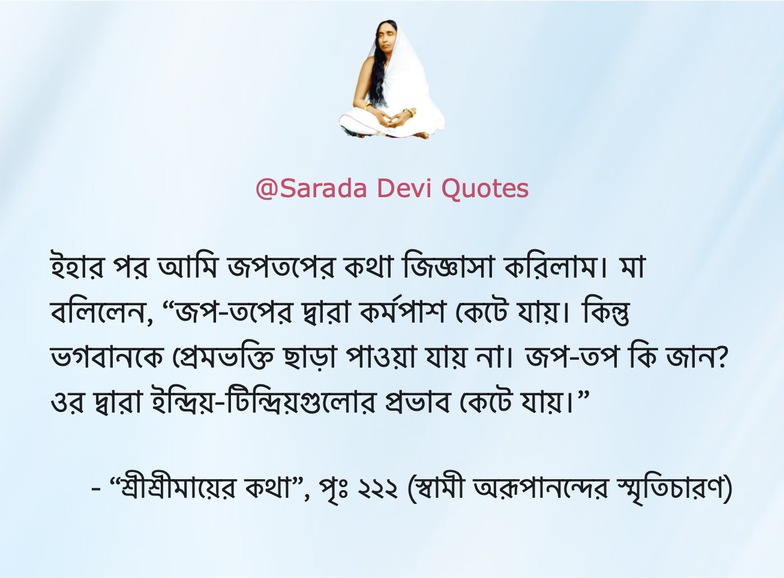 @Sarada Devi Quotes
ইহার পর আমি জপতপের কথা জিজ্ঞাসা করিলাম। মা
বলিলেন, “জপ-তপের দ্বারা কর্মপাশ কেটে যায়। কিন্তু
ভগবানকে প্রেমভক্তি ছাড়া পাওয়া যায় না। জপ-তপ কি জান?
ওর দ্বারা ইন্দ্রিয়-টিন্দ্রিয়গুলোর প্রভাব কেটে যায়।”
- “শ্রীশ্রীমায়ের কথা”, পৃঃ ২২২ (স্বামী অরূপানন্দের স্মৃতিচারণ)